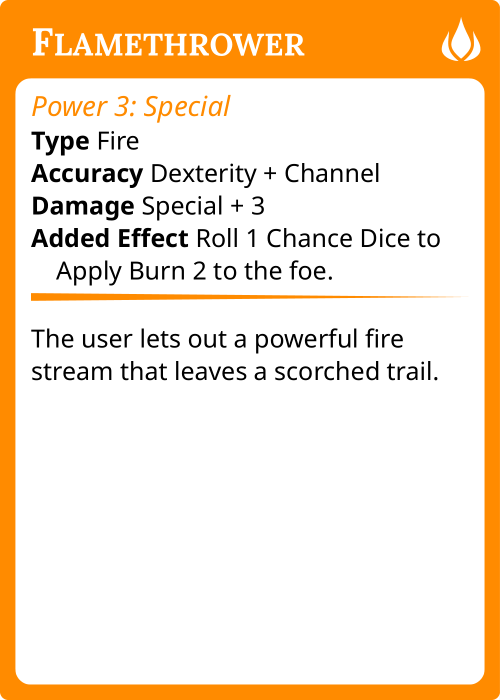 FLAMETHROWER
Power 3: Special
Type Fire
Accuracy Dexterity + Channel
Damage Special + 3
Added Effect Roll 1 Chance Dice to
Apply Burn 2 to the foe.
The user lets out a powerful fire
stream that leaves a scorched trail.